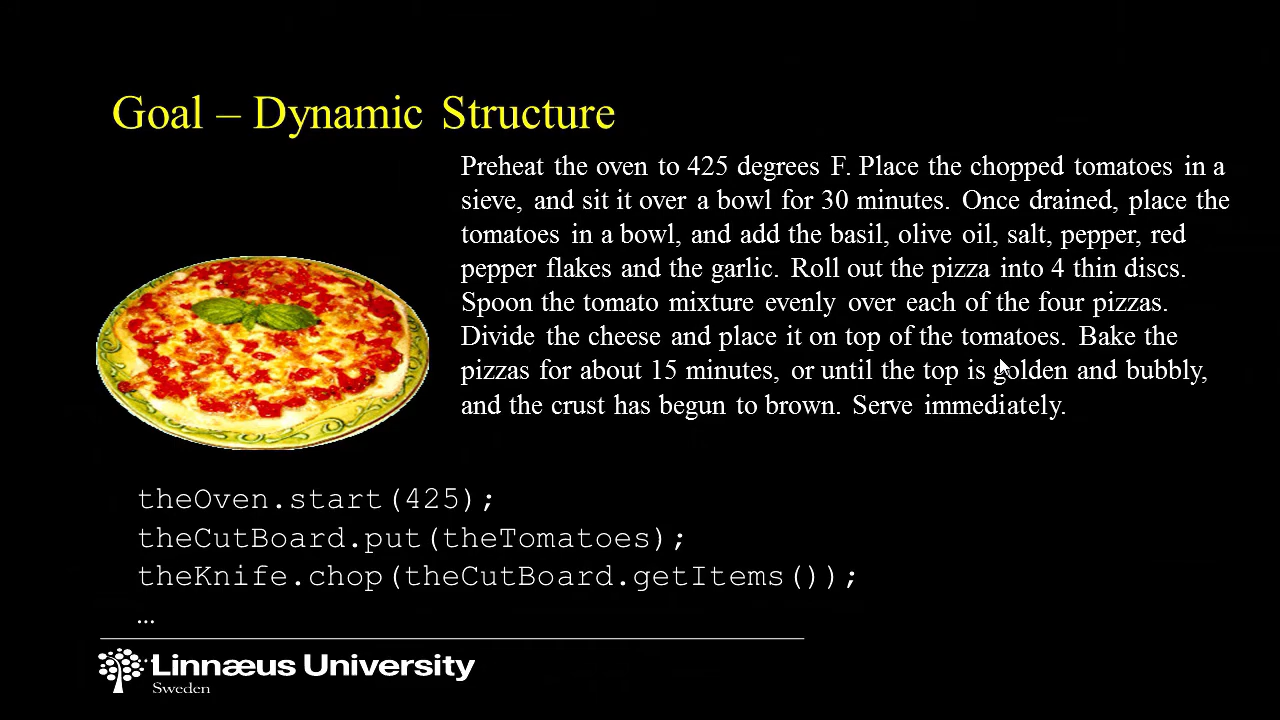 Goal – Dynamic Structure
Preheat the oven to 425 degrees F. Place the chopped tomatoes in a
sieve, and sit it over a bowl for 30 minutes. Once drained, place the
tomatoes in a bowl, and add the basil, olive oil, salt, pepper, red
pepper flakes and the garlic. Roll out the pizza into 4 thin discs.
Spoon the tomato mixture evenly over each of the four pizzas.
Divide the cheese and place it on top of the tomatoes. Bake the
pizzas for about 15 minutes, or until the top is golden and bubbly,
and the crust has begun to brown. Serve immediately.
theOven.start(425);
theCutBoard.put(theTomatoes);
theKnife.chop(theCutBoard.getItems());
…
Linnæus University
Sweden